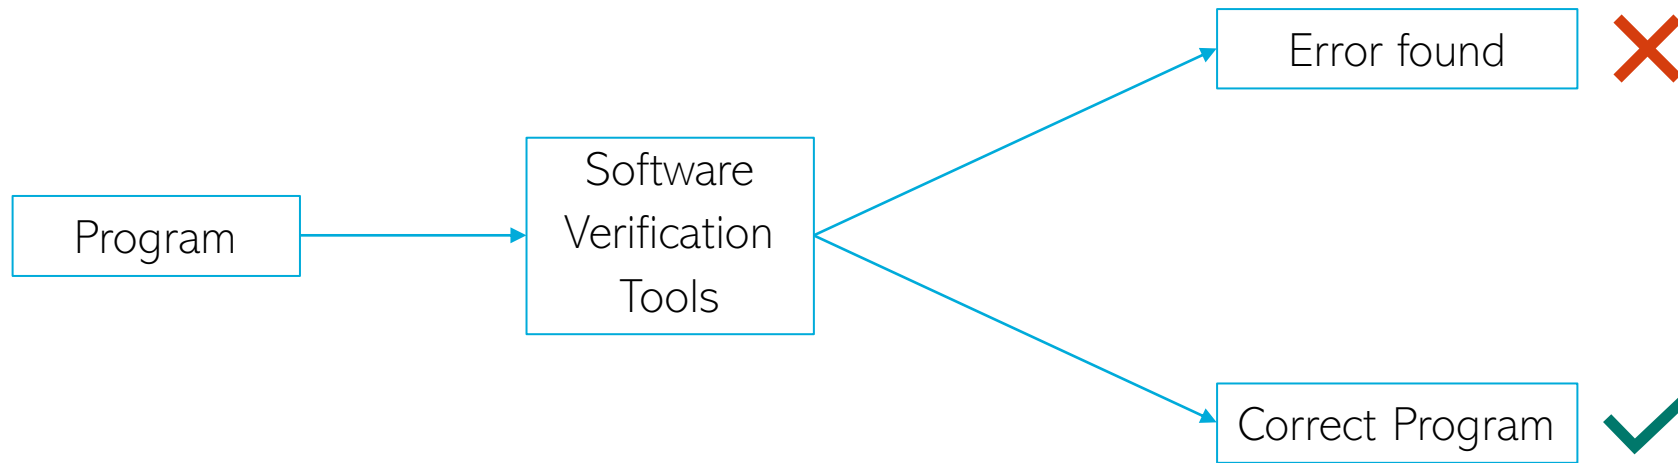 Program
Software
Verification
Tools
Error found
Correct Program